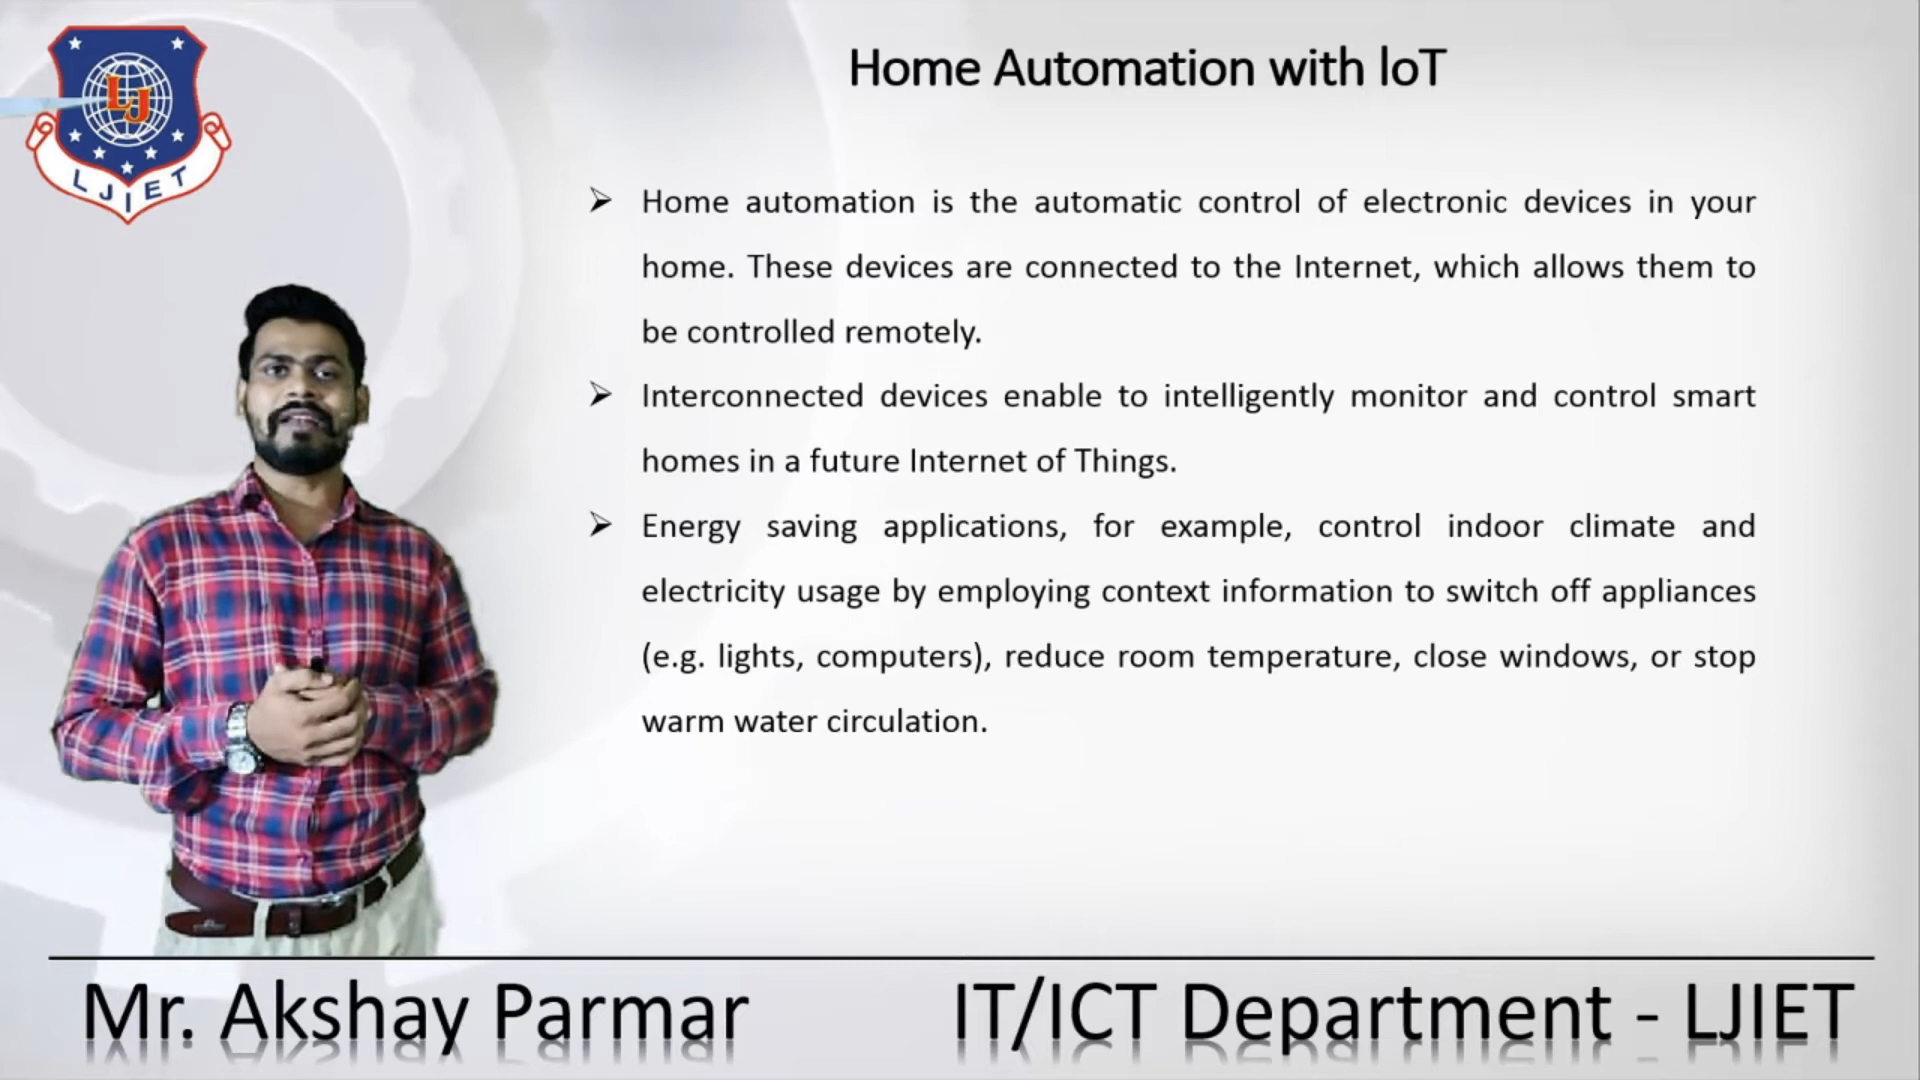 LJ
LJIET
Home Automation with IoT
➢ Home automation is the automatic control of electronic devices in your
home. These devices are connected to the Internet, which allows them to
be controlled remotely.
➢ Interconnected devices enable to intelligently monitor and control smart
homes in a future Internet of Things.
➢ Energy saving applications, for example, control indoor climate and
electricity usage by employing context information to switch off appliances
(e.g. lights, computers), reduce room temperature, close windows, or stop
warm water circulation.
Mr. Akshay Parmar
IT/ICT Department - LJIET